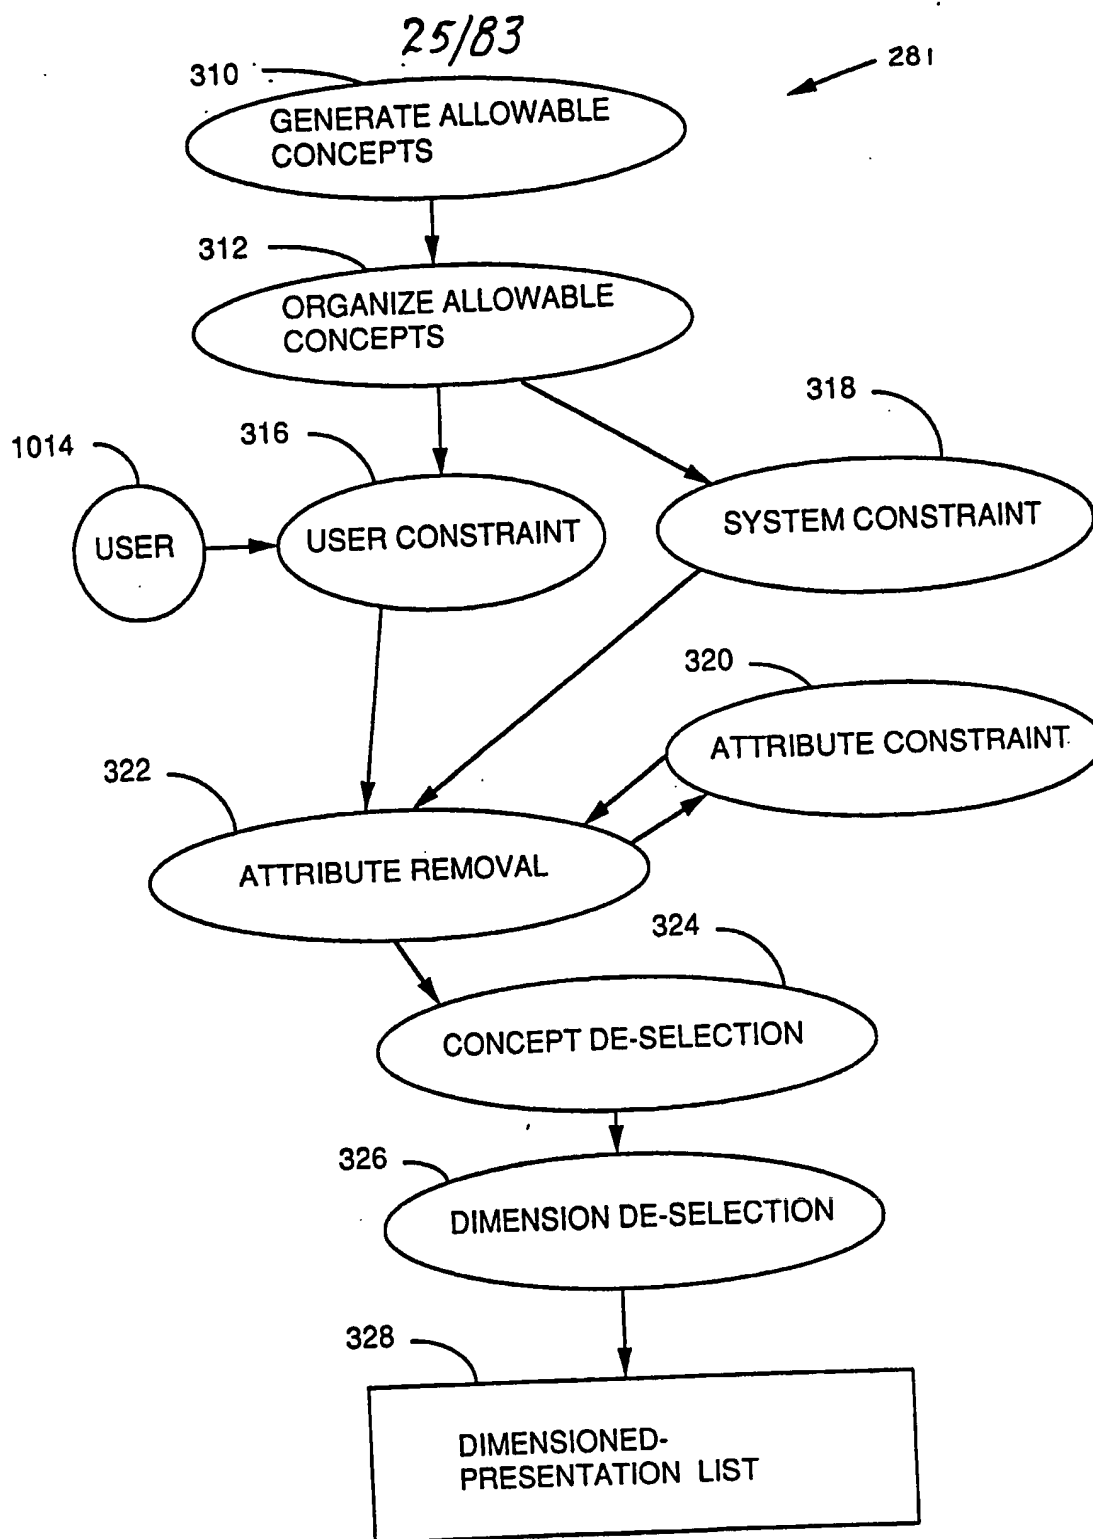 25/83
310
281
GENERATE ALLOWABLE
CONCEPTS
312
ORGANIZE ALLOWABLE
CONCEPTS
318
1014
316
USER
USER CONSTRAINT
SYSTEM CONSTRAINT
320
ATTRIBUTE CONSTRAINT
322
ATTRIBUTE REMOVAL
324
CONCEPT DE-SELECTION
326
DIMENSION DE-SELECTION
328
DIMENSIONED-
PRESENTATION LIST